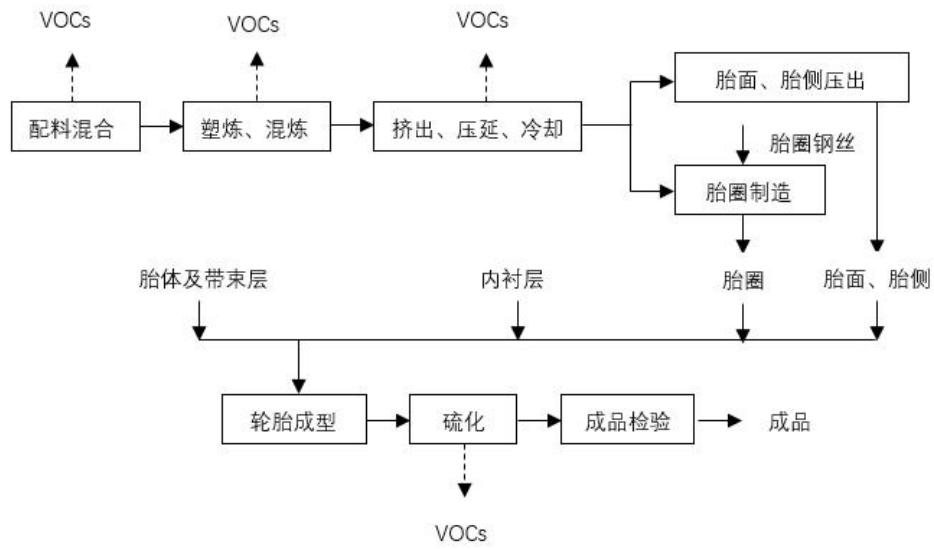 VOCs
VOCs
VOCs
配料混合
塑炼、混炼
挤出、压延、冷却
胎面、胎侧压出
胎圈钢丝
胎圈制造
胎体及带束层
内衬层
胎圈
胎面、胎侧
轮胎成型
硫化
成品检验
成品
VOCs